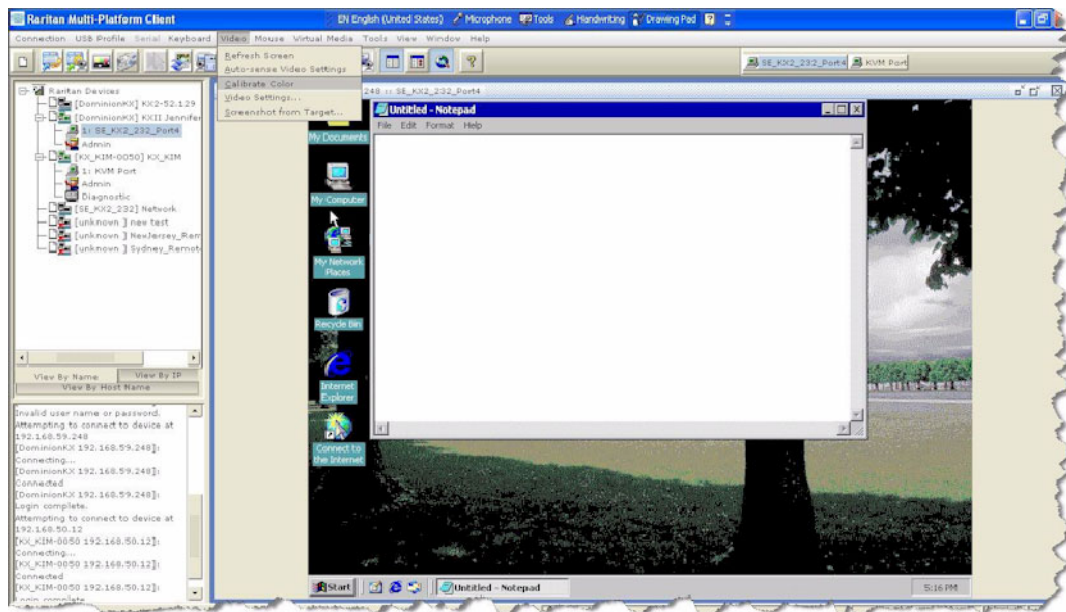 Raritan Multi-Platform Client
EN English (United States) Microphone Tools Handwriting Drawing Pad
Connection USB Profile Serial Keyboard Video Mouse Virtual Media Tools View Window Help
Refresh Screen
Auto-sense Video Settings
Calibrate Color
Video Settings...
Screenshot from Target...
SE_KX2_232_Port4
KVM Port
Raritan Devices
[DominionKX] KX2-52.129
[DominionKX] KXII Jennifer
1: SE_KX2_232_Port4
Admin
[KX_KIM-0050] KX_KIM
1: KVM Port
Admin
Diagnostic
[SE_KX2_232] Network
[unknown ] new test
[unknown ] NewJersey_Rem
[unknown ] Sydney_Remot
View By Name
View By IP
View By Host Name
Invalid user name or password.
Attempting to connect to device at
192.168.59.248
[DominionKX 192.168.59.248]:
Connecting...
[DominionKX 192.168.59.248]:
Connected
[DominionKX 192.168.59.248]:
Login complete.
Attempting to connect to device at
192.168.50.12
[KX_KIM-0050 192.168.50.12]:
Connecting...
[KX_KIM-0050 192.168.50.12]:
Connected
[KX_KIM-0050 192.168.50.12]:
Login complete.
248 :: SE_KX2_232_Port4
Untitled - Notepad
File Edit Format Help
My Documents
My Computer
My Network
Places
Recycle Bin
Internet
Explorer
Connect to
the Internet
Start
Untitled - Notepad
5:16 PM